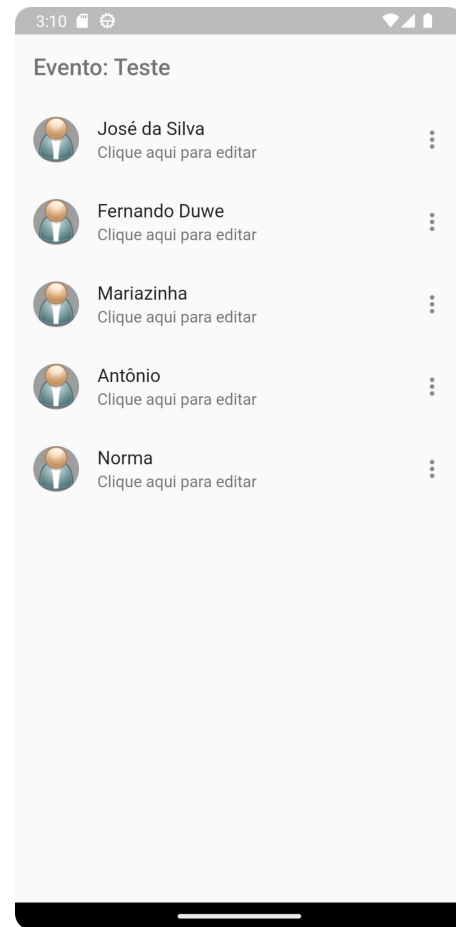 3:10
Evento: Teste
José da Silva
Clique aqui para editar
Fernando Duwe
Clique aqui para editar
Mariazinha
Clique aqui para editar
Antônio
Clique aqui para editar
Norma
Clique aqui para editar